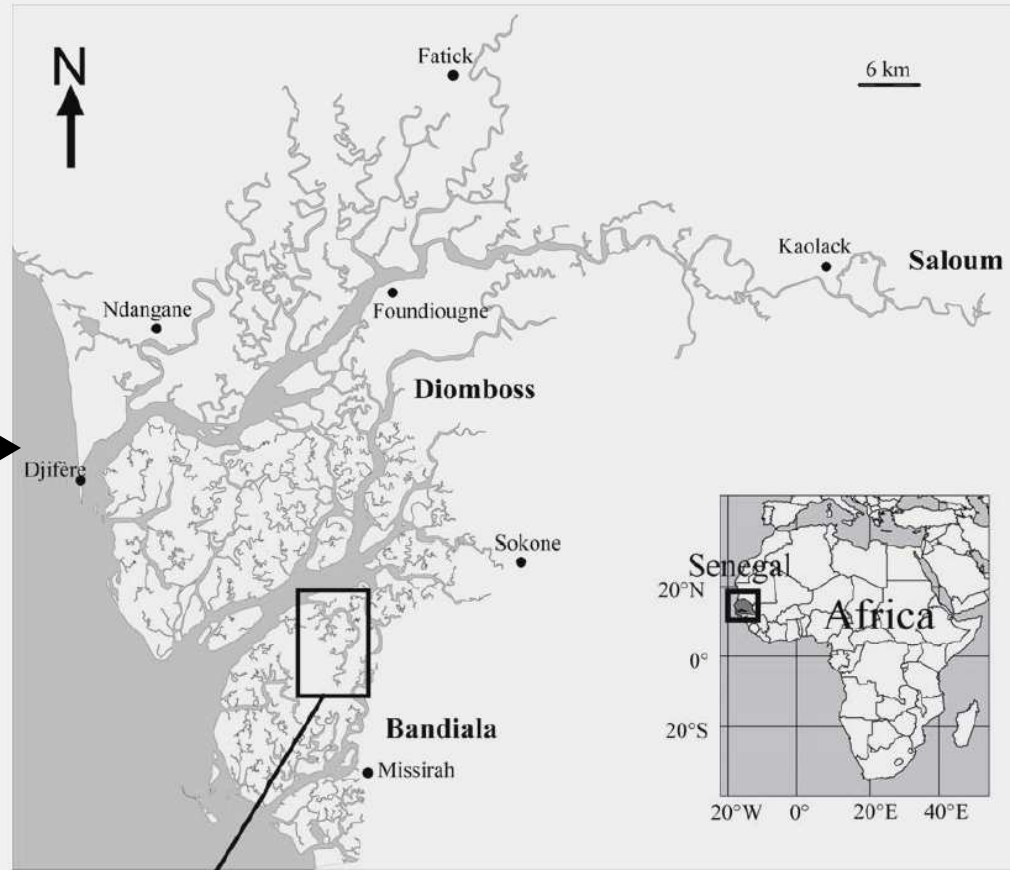 N
Fatick
6 km
Kaolack
Saloum
Ndangane
Foundiougne
Diomboss
Djifère
Sokone
Senegal
20°N
Africa
0°
Bandiala
20°S
Missirah
20°W 0° 20°E 40°E